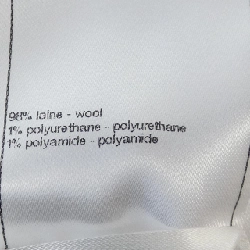 98% laine - wool
1% polyurethane - polyurethane
1% polyamide - polyamide